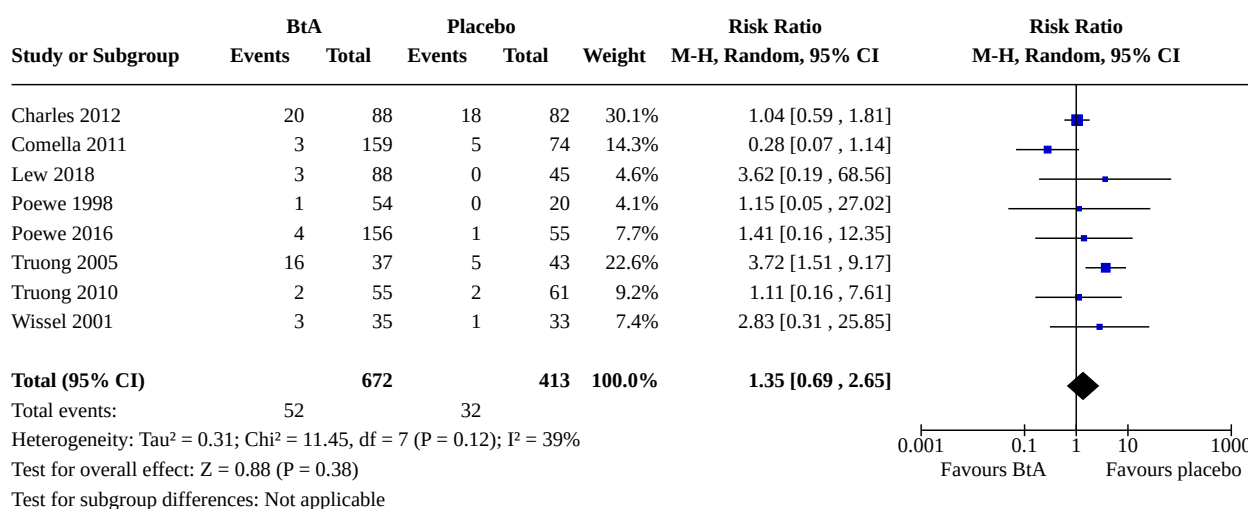 BtA Placebo Risk Ratio Risk Ratio
Study or Subgroup Events Total Events Total Weight M-H, Random, 95% CI M-H, Random, 95% CI
Charles 2012 20 88 18 82 30.1% 1.04 [0.59 , 1.81]
Comella 2011 3 159 5 74 14.3% 0.28 [0.07 , 1.14]
Lew 2018 3 88 0 45 4.6% 3.62 [0.19 , 68.56]
Poewe 1998 1 54 0 20 4.1% 1.15 [0.05 , 27.02]
Poewe 2016 4 156 1 55 7.7% 1.41 [0.16 , 12.35]
Truong 2005 16 37 5 43 22.6% 3.72 [1.51 , 9.17]
Truong 2010 2 55 2 61 9.2% 1.11 [0.16 , 7.61]
Wissel 2001 3 35 1 33 7.4% 2.83 [0.31 , 25.85]
Total (95% CI) 672 413 100.0% 1.35 [0.69 , 2.65]
Total events: 52 32
Heterogeneity: Tau² = 0.31; Chi² = 11.45, df = 7 (P = 0.12); I² = 39%
0.001 0.1 1 10 1000
Test for overall effect: Z = 0.88 (P = 0.38)
Favours BtA Favours placebo
Test for subgroup differences: Not applicable